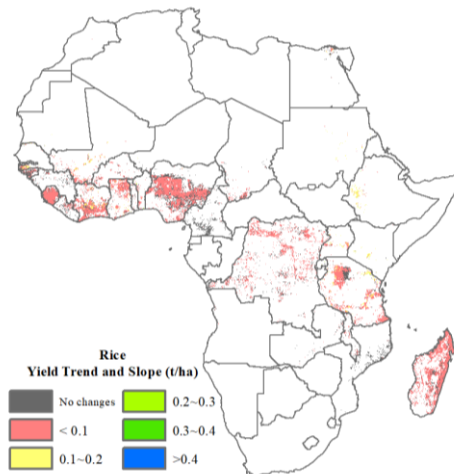 Rice
Yield Trend and Slope (t/ha)
No changes
0.2~0.3
< 0.1
0.3~0.4
0.1~0.2
>0.4